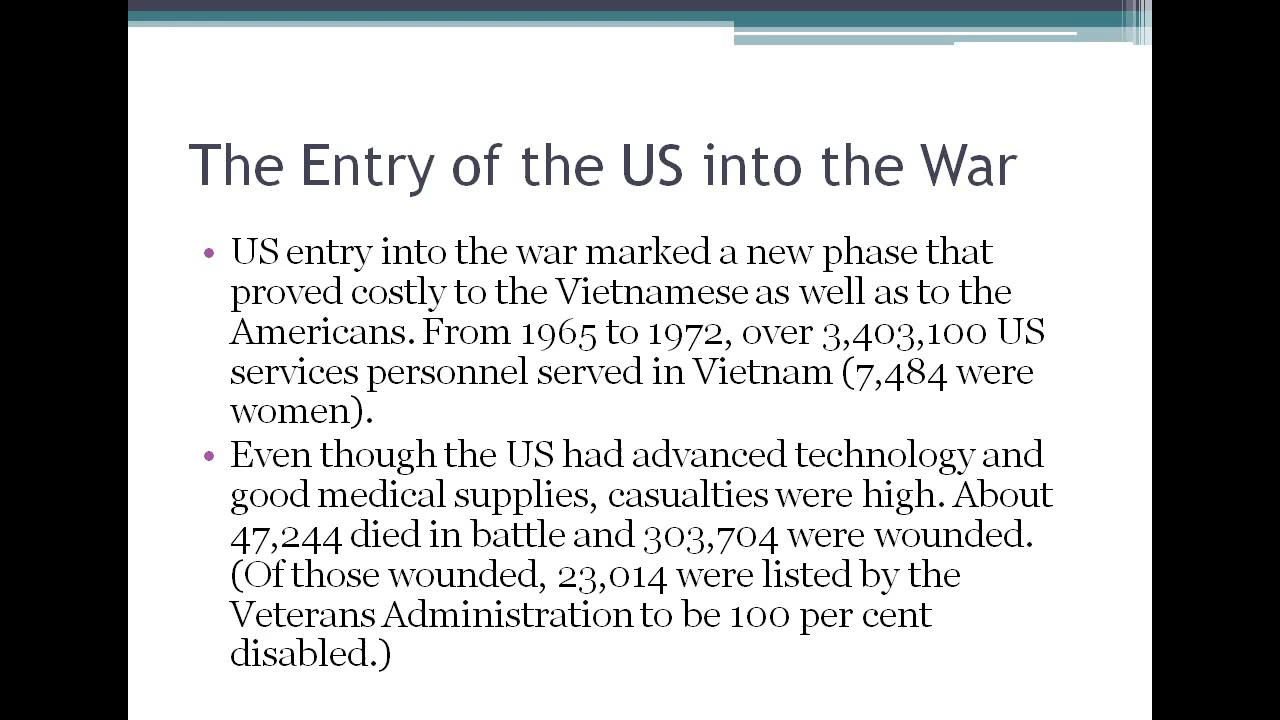 The Entry of the US into the War
• US entry into the war marked a new phase that
proved costly to the Vietnamese as well as to the
Americans. From 1965 to 1972, over 3,403,100 US
services personnel served in Vietnam (7,484 were
women).
• Even though the US had advanced technology and
good medical supplies, casualties were high. About
47,244 died in battle and 303,704 were wounded.
(Of those wounded, 23,014 were listed by the
Veterans Administration to be 100 per cent
disabled.)